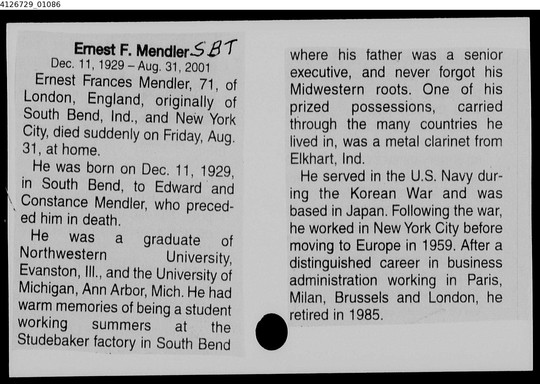 4126729_01086
Ernest F. Mendler SBT
Dec. 11, 1929 – Aug. 31, 2001
Ernest Frances Mendler, 71, of
London, England, originally of
South Bend, Ind., and New York
City, died suddenly on Friday, Aug.
31, at home.
He was born on Dec. 11, 1929,
in South Bend, to Edward and
Constance Mendler, who preced-
ed him in death.
He was a graduate of
Northwestern University,
Evanston, Ill., and the University of
Michigan, Ann Arbor, Mich. He had
warm memories of being a student
working summers at the
Studebaker factory in South Bend
where his father was a senior
executive, and never forgot his
Midwestern roots. One of his
prized possessions, carried
through the many countries he
lived in, was a metal clarinet from
Elkhart, Ind.
He served in the U.S. Navy dur-
ing the Korean War and was
based in Japan. Following the war,
he worked in New York City before
moving to Europe in 1959. After a
distinguished career in business
administration working in Paris,
Milan, Brussels and London, he
retired in 1985.